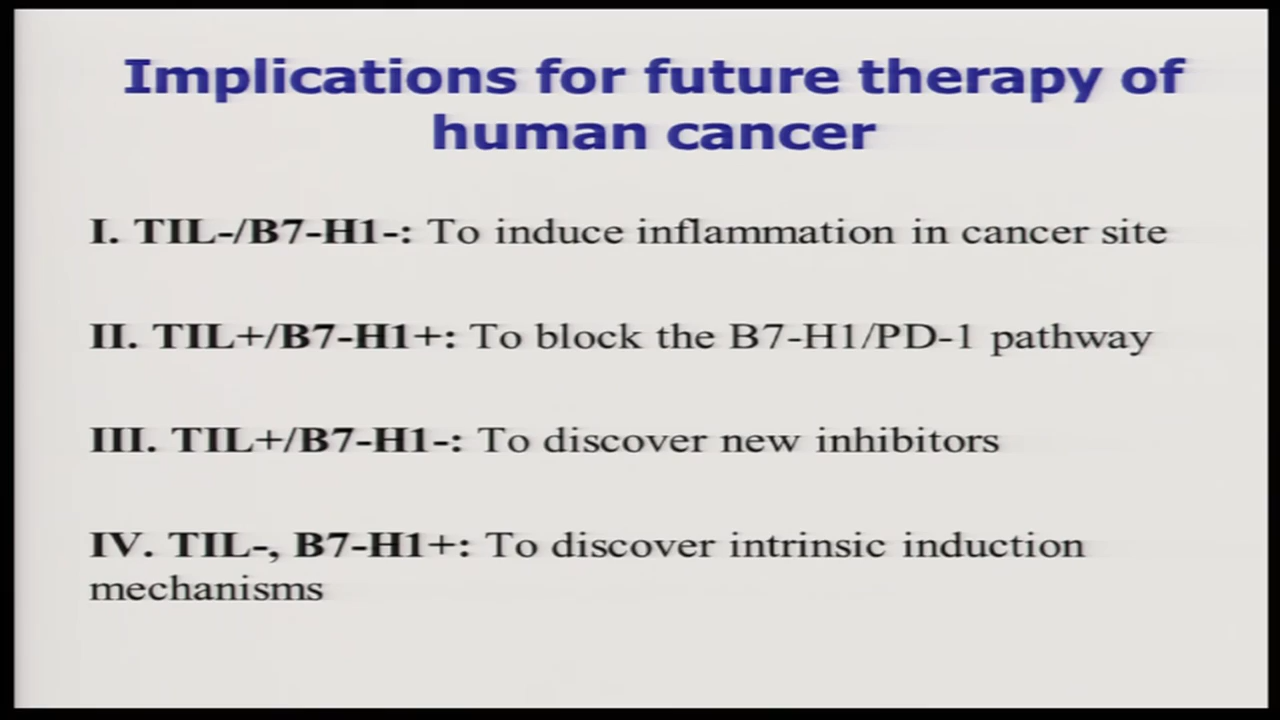 Implications for future therapy of
human cancer
I. TIL-/B7-H1-: To induce inflammation in cancer site
II. TIL+/B7-H1+: To block the B7-H1/PD-1 pathway
III. TIL+/B7-H1-: To discover new inhibitors
IV. TIL-, B7-H1+: To discover intrinsic induction
mechanisms